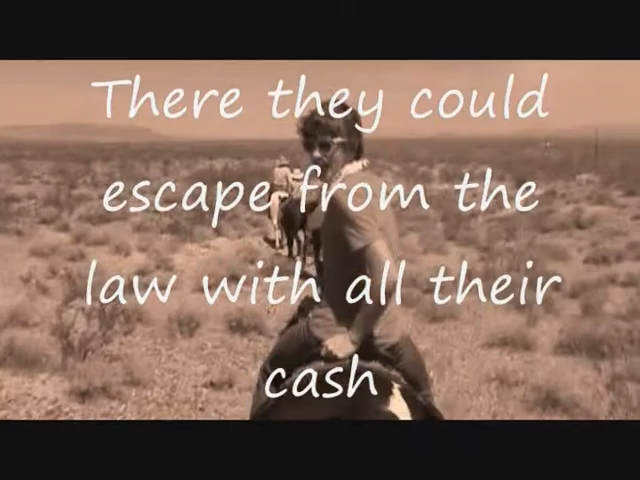 There they could
escape from the
law with all their
cash